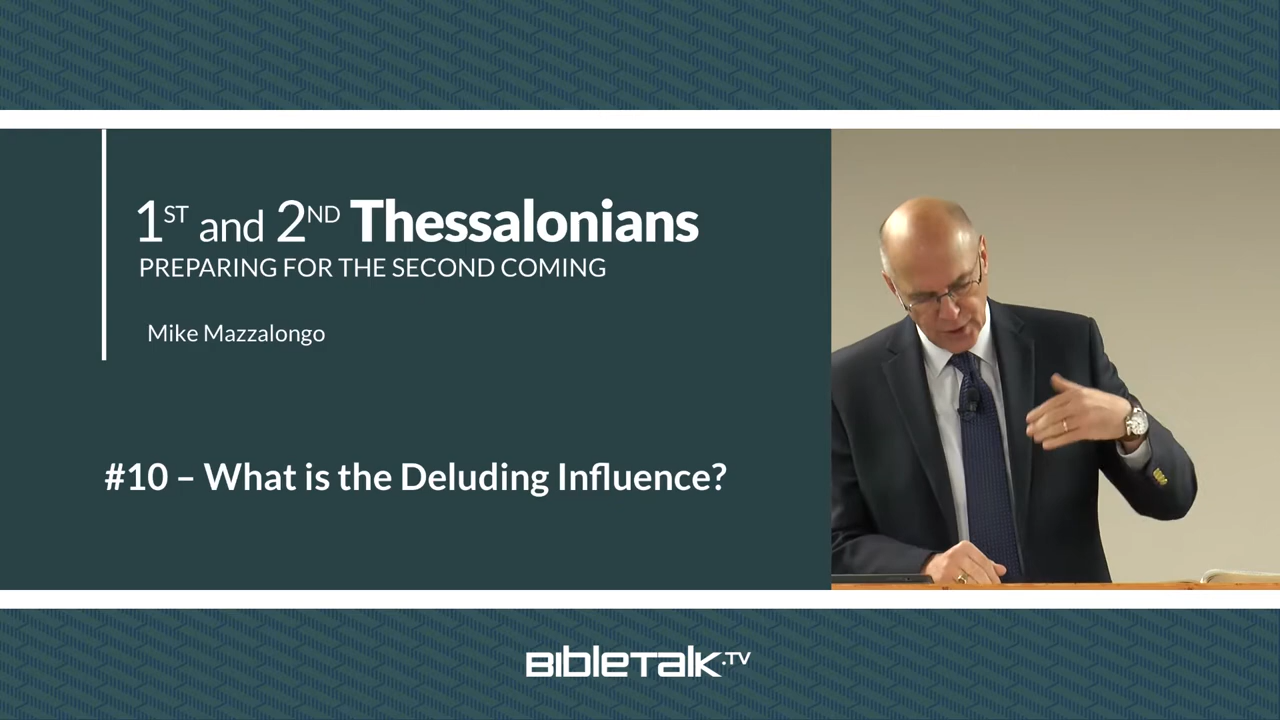 1ST and 2ND Thessalonians
PREPARING FOR THE SECOND COMING
Mike Mazzalongo
#10 – What is the Deluding Influence?
BIBLETALK.TV